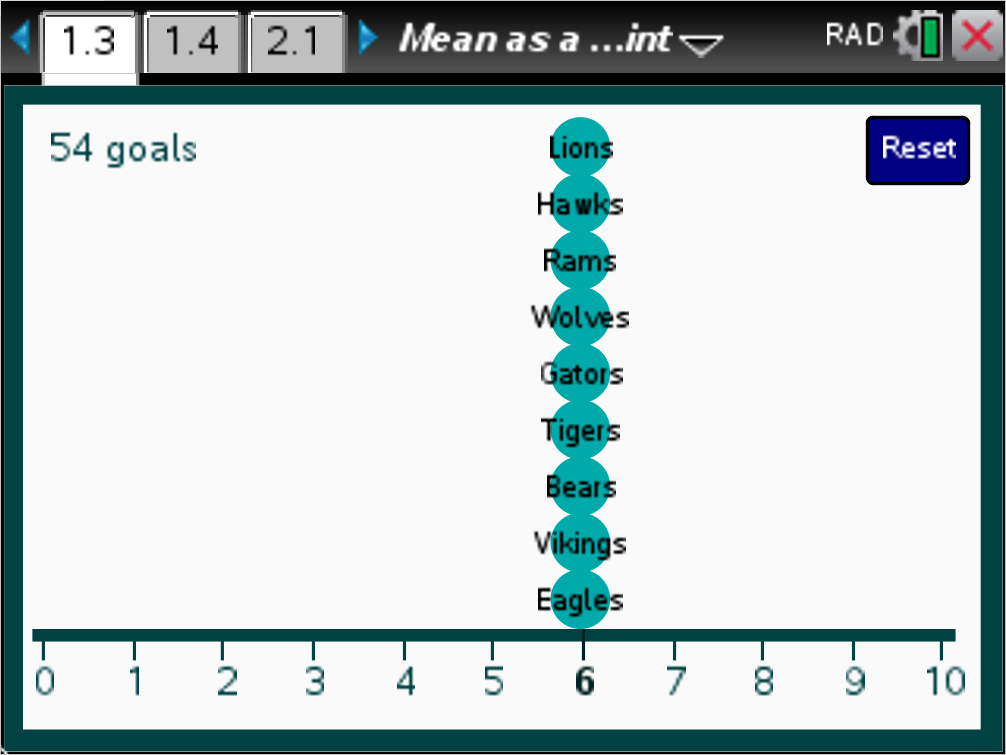 1.3 1.4 2.1 Mean as a ...int RAD
54 goals
Reset
Lions
Hawks
Rams
Wolves
Gators
Tigers
Bears
Vikings
Eagles
0 1 2 3 4 5 6 7 8 9 10